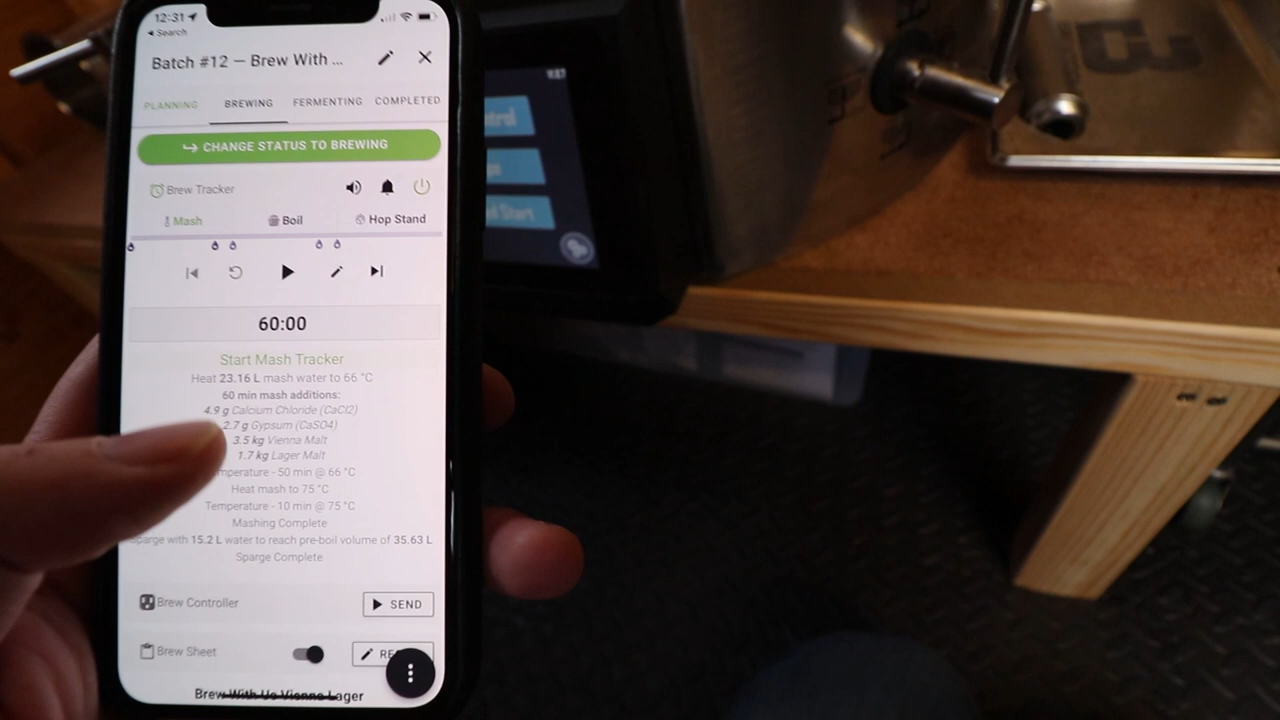 12:31
Search
Batch #12 — Brew With ...
PLANNING BREWING FERMENTING COMPLETED
CHANGE STATUS TO BREWING
Brew Tracker
Mash Boil Hop Stand
60:00
Start Mash Tracker
Heat 23.16 L mash water to 66 °C
60 min mash additions:
4.9 g Calcium Chloride (CaCl2)
2.7 g Gypsum (CaSO4)
3.5 kg Vienna Malt
1.7 kg Lager Malt
mperature - 50 min @ 66 °C
Heat mash to 75 °C
Temperature - 10 min @ 75 °C
Mashing Complete
Sparge with 15.2 L water to reach pre-boil volume of 35.63 L
Sparge Complete
Brew Controller
SEND
Brew Sheet
RE
Brew With Us Vienna Lager